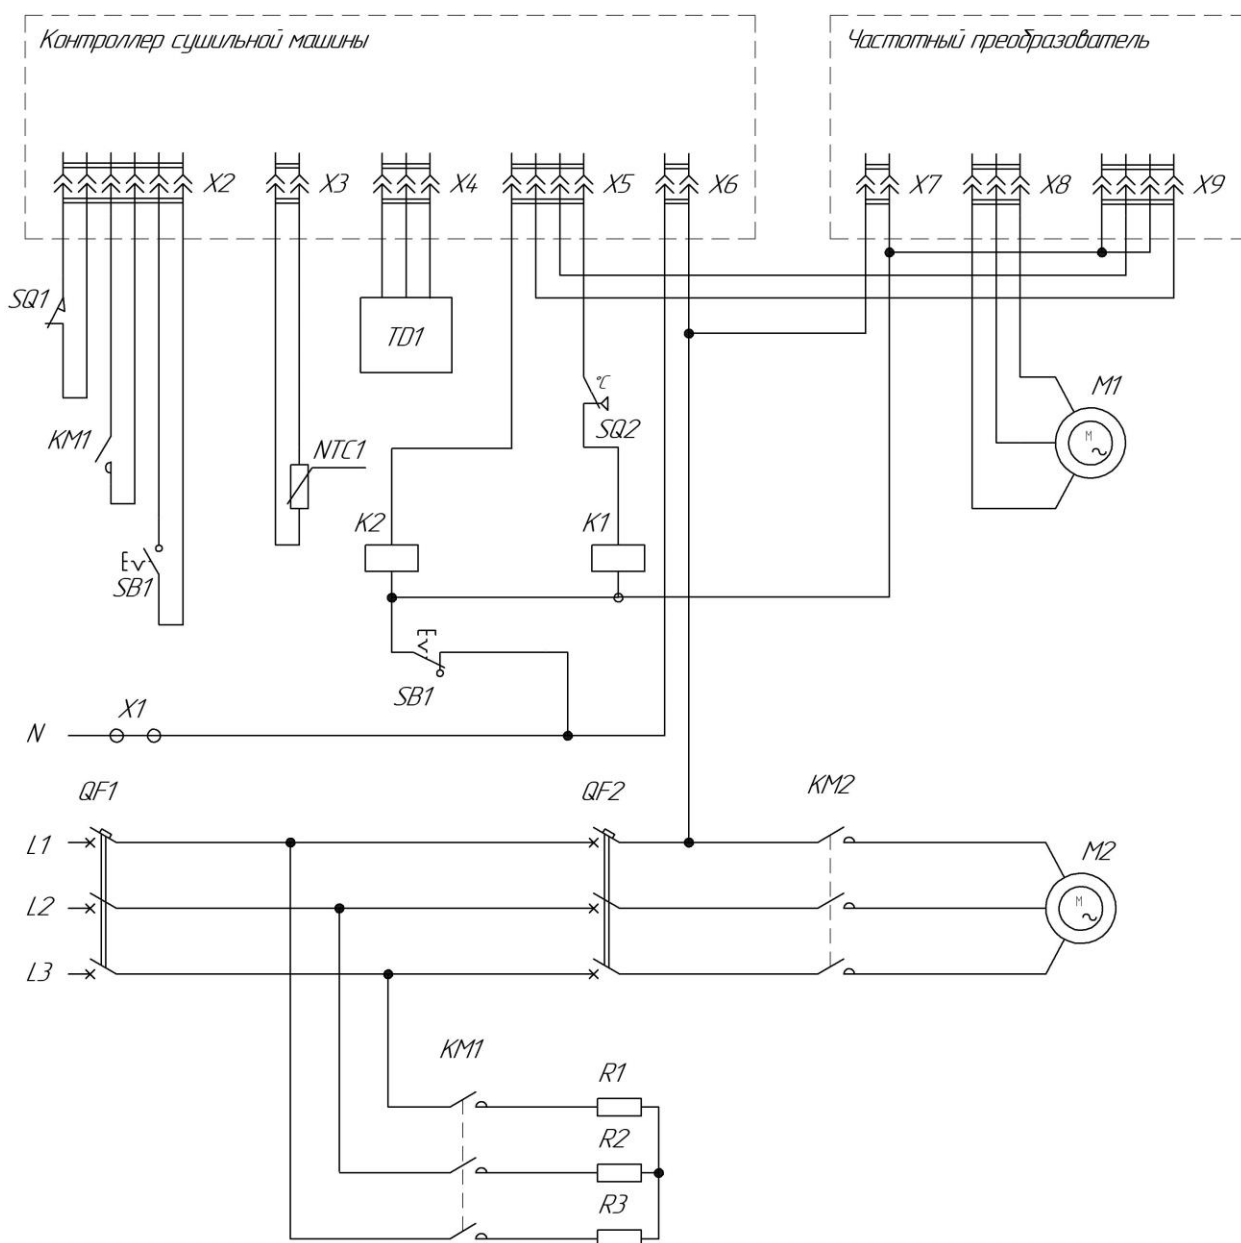 Контроллер сушильной машины
Частотный преобразователь
X2
X3
X4
X5
X6
X7
X8
X9
SQ1
TD1
°C
SQ2
M1
M
KM1
NTC1
K2
K1
SB1
SB1
X1
N
QF1
QF2
KM2
L1
M2
L2
M
L3
KM1
R1
R2
R3